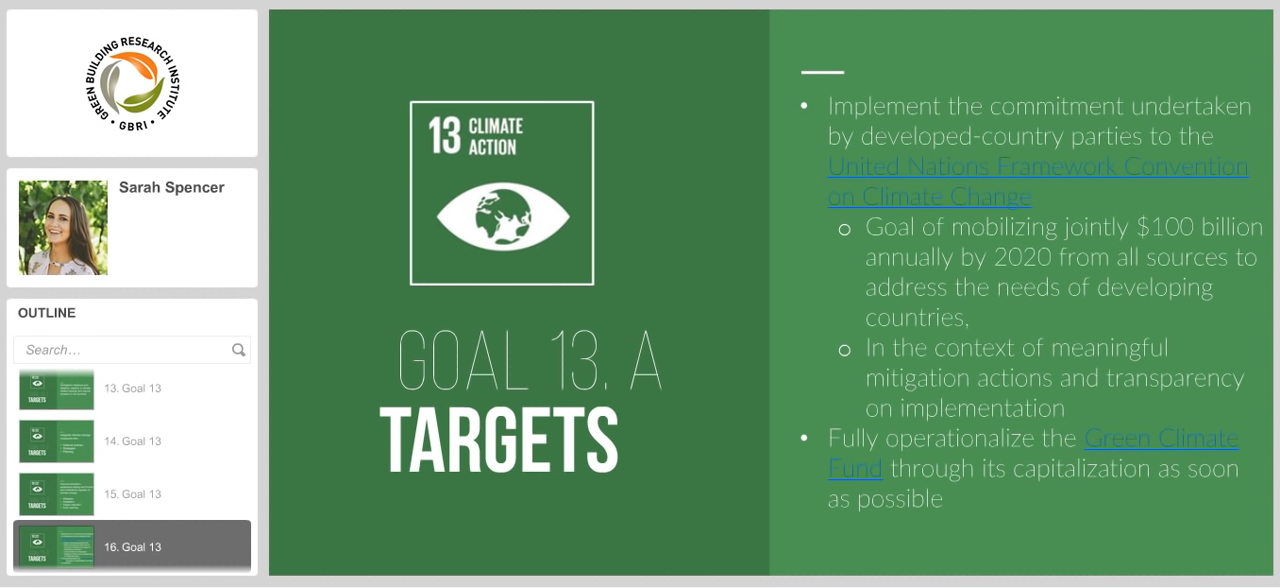 GREEN BUILDING RESEARCH INSTITUTE
• GBRI •
Sarah Spencer
OUTLINE
Search...
13. Goal 13
14. Goal 13
15. Goal 13
16. Goal 13
TARGETS
TARGETS
TARGETS
TARGETS
13 CLIMATE
ACTION
GOAL 13. A
TARGETS
• Implement the commitment undertaken
by developed-country parties to the
United Nations Framework Convention
on Climate Change
o Goal of mobilizing jointly $100 billion
annually by 2020 from all sources to
address the needs of developing
countries,
o In the context of meaningful
mitigation actions and transparency
on implementation
• Fully operationalize the Green Climate
Fund through its capitalization as soon
as possible